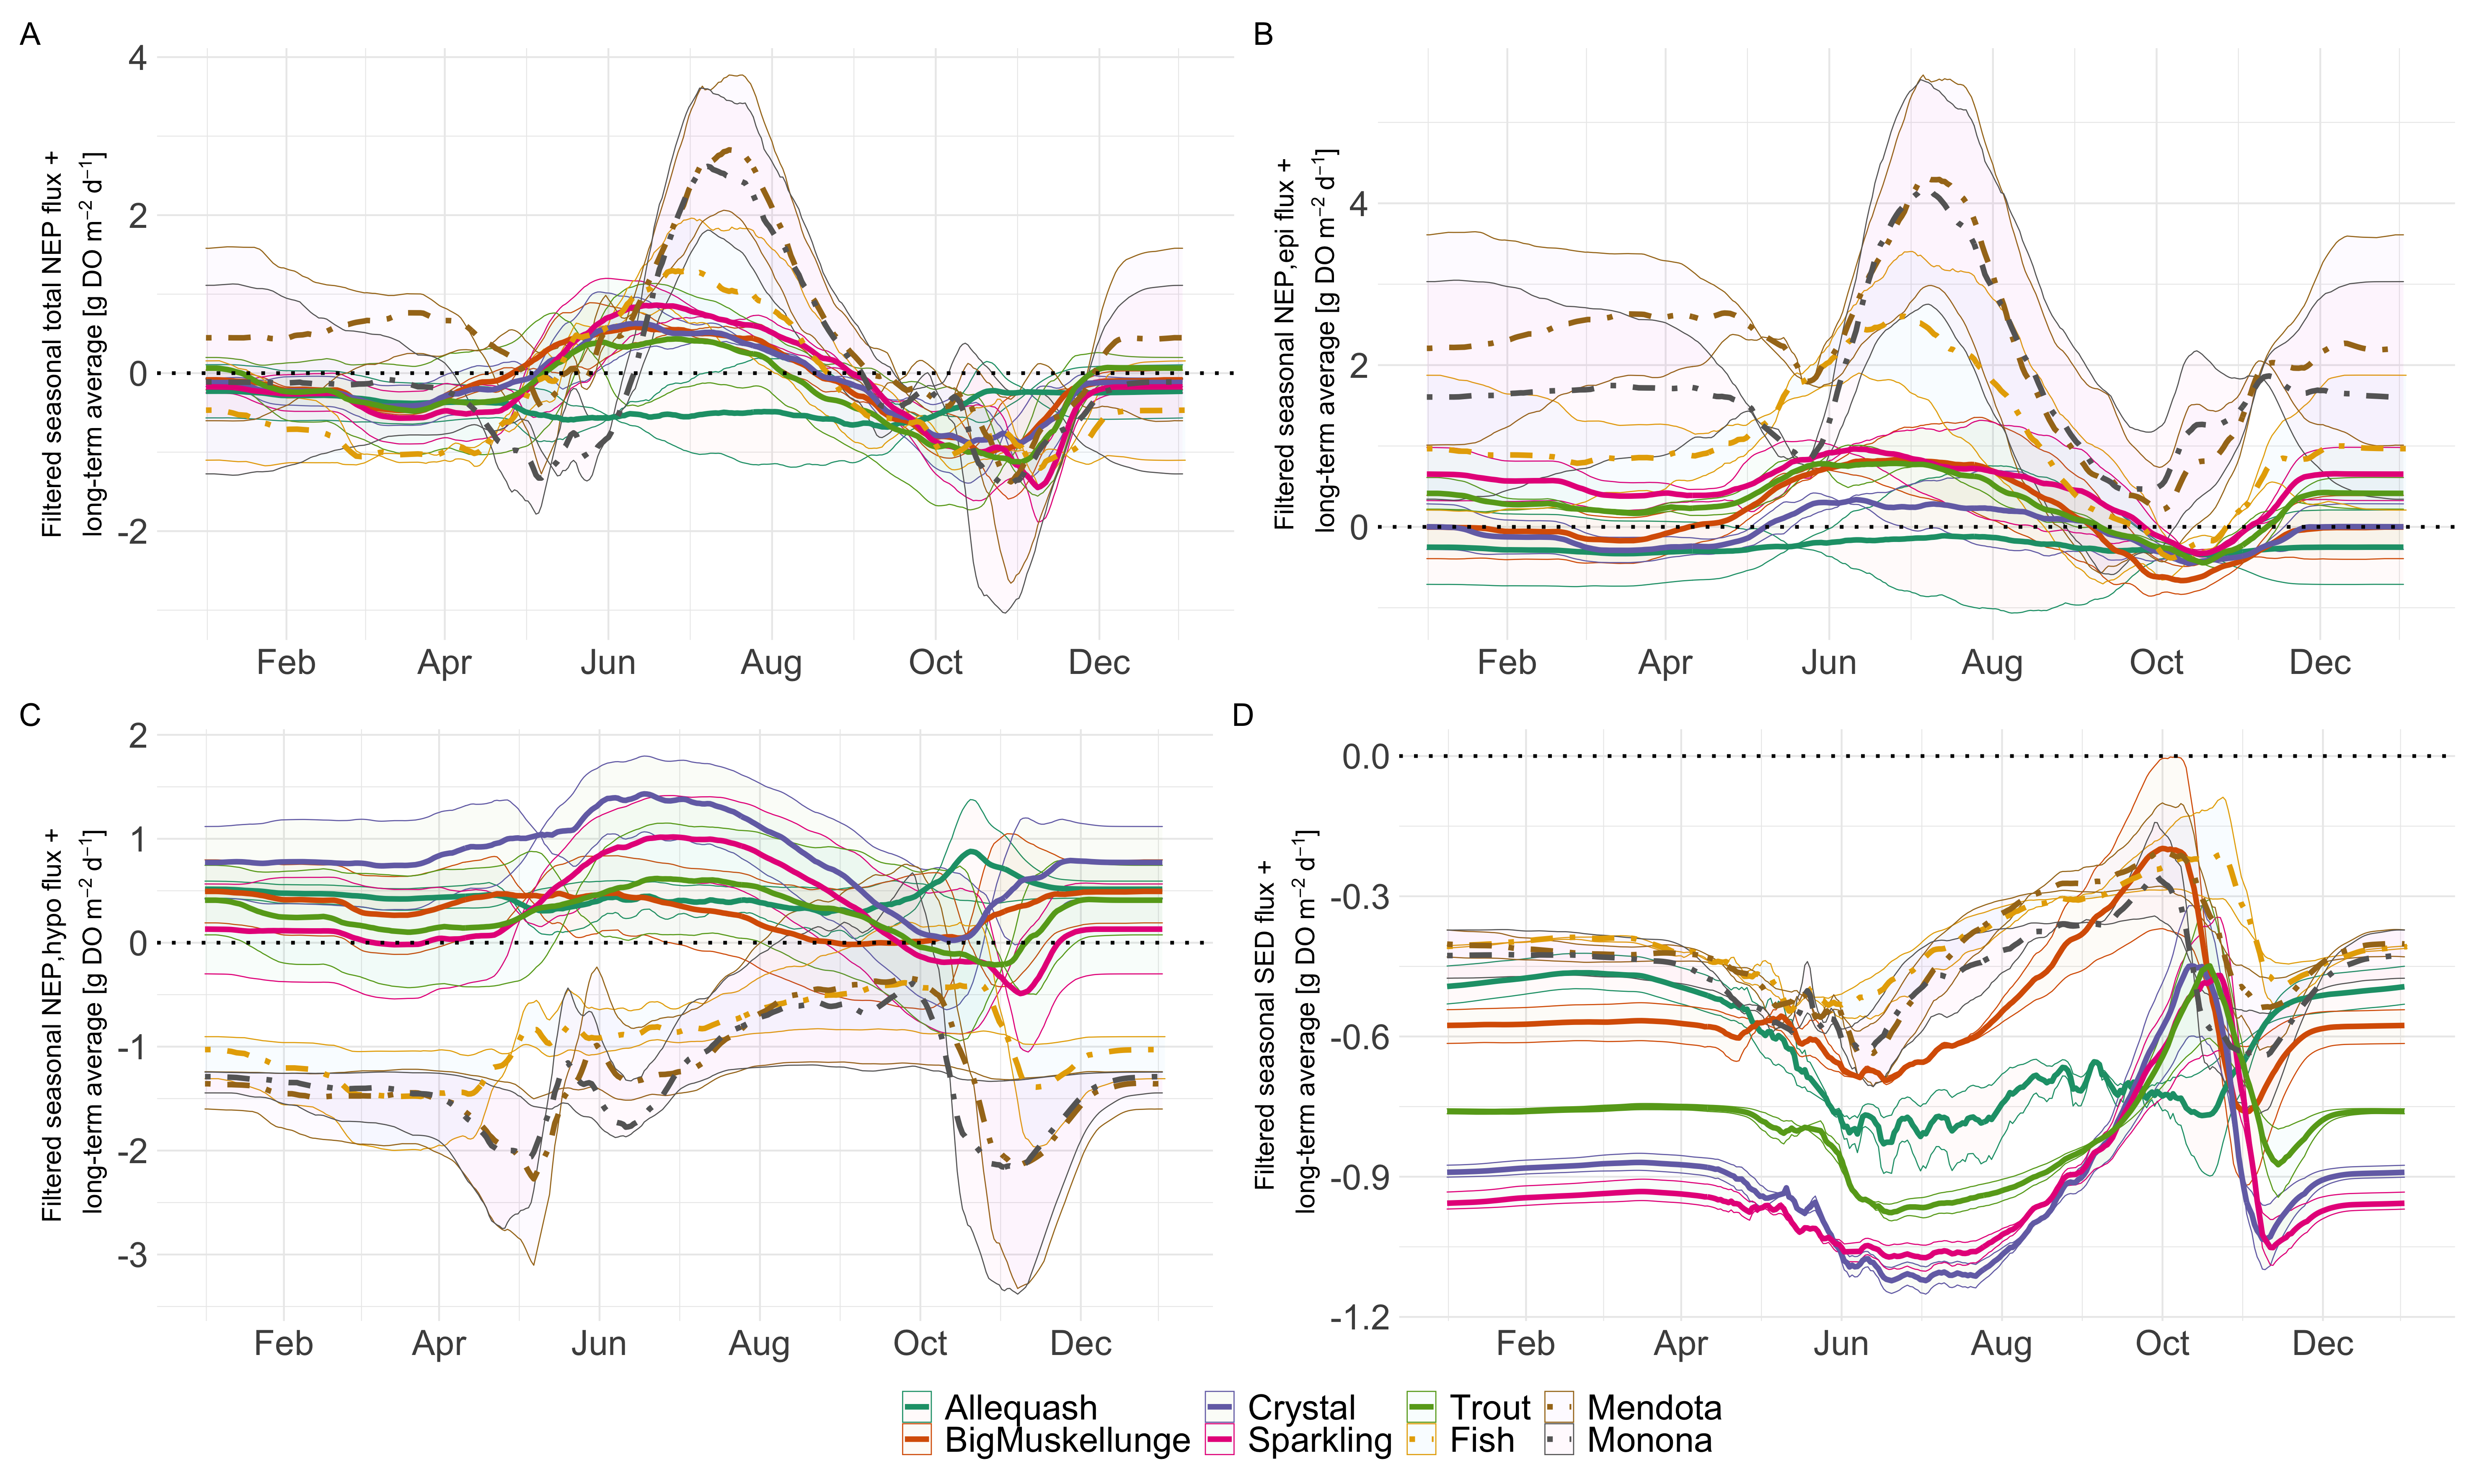 A
Filtered seasonal total NEP flux +
long-term average [g DO m⁻² d⁻¹]
4
2
0
-2
Feb Apr Jun Aug Oct Dec
B
Filtered seasonal NEP,epi flux +
long-term average [g DO m⁻² d⁻¹]
4
2
0
Feb Apr Jun Aug Oct Dec
C
Filtered seasonal NEP,hypo flux +
long-term average [g DO m⁻² d⁻¹]
2
1
0
-1
-2
-3
Feb Apr Jun Aug Oct Dec
D
Filtered seasonal SED flux +
long-term average [g DO m⁻² d⁻¹]
0.0
-0.3
-0.6
-0.9
-1.2
Feb Apr Jun Aug Oct Dec
Allequash Crystal Trout Mendota
BigMuskellunge Sparkling Fish Monona